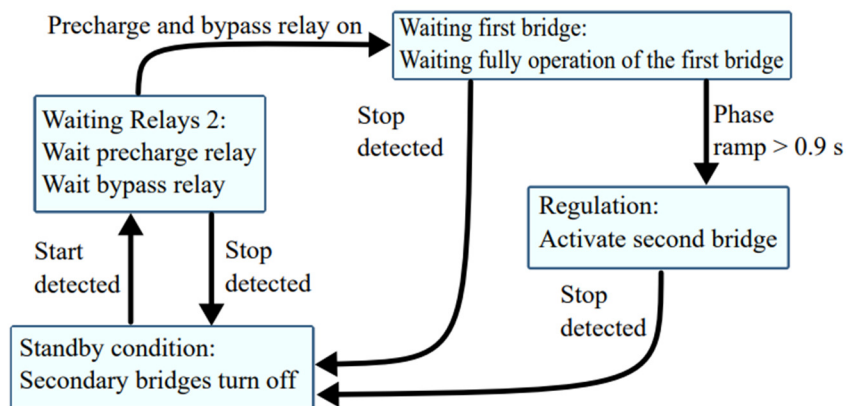 Precharge and bypass relay on
Waiting first bridge:
Waiting fully operation of the first bridge
Waiting Relays 2:
Wait precharge relay
Wait bypass relay
Stop
detected
Phase
ramp > 0.9 s
Regulation:
Activate second bridge
Start
detected
Stop
detected
Stop
detected
Standby condition:
Secondary bridges turn off